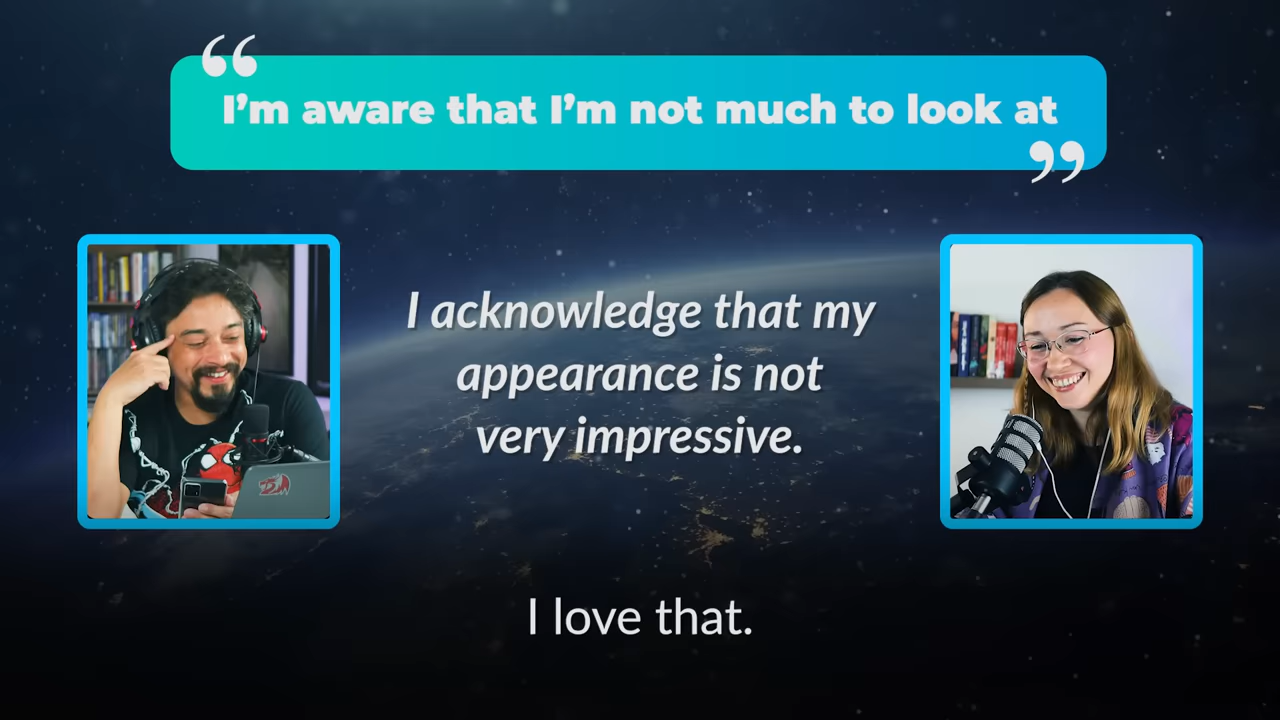 “
I’m aware that I’m not much to look at
”
I acknowledge that my
appearance is not
very impressive.
I love that.